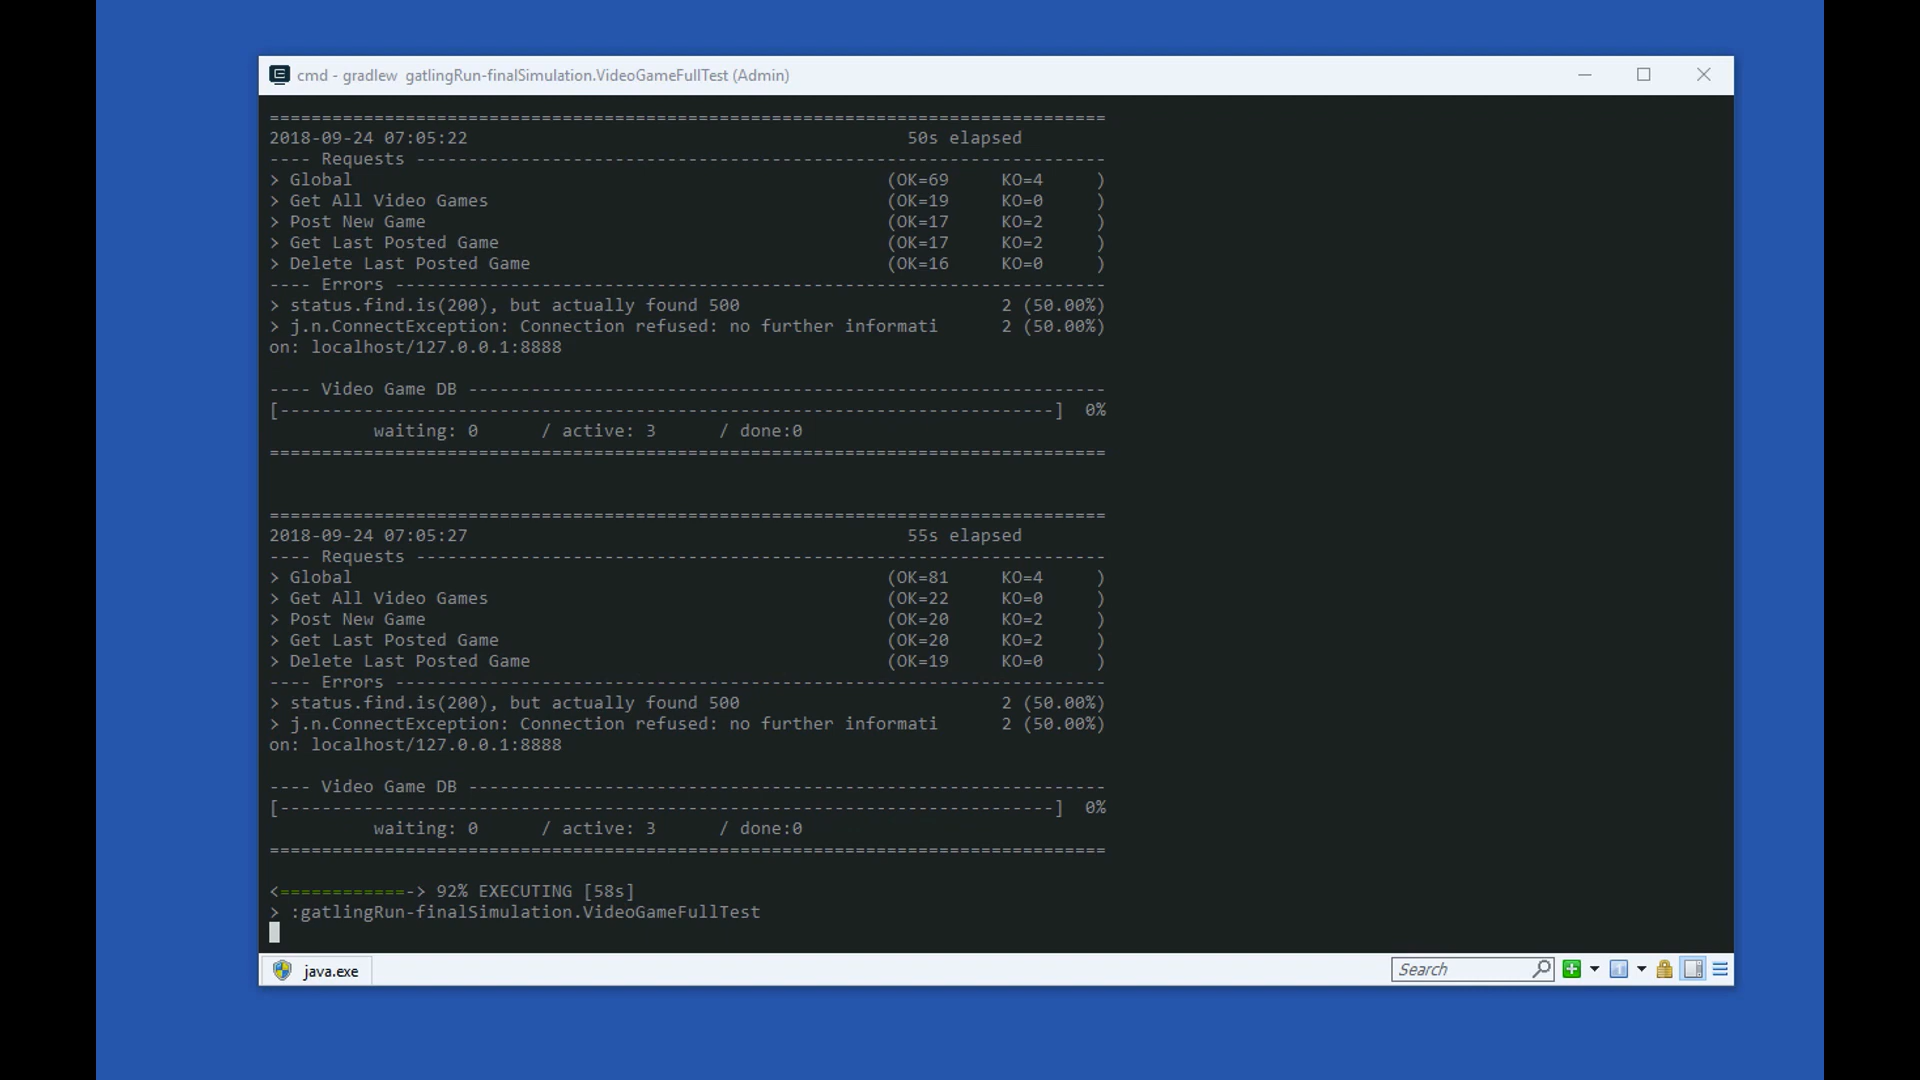 cmd - gradlew  gatlingRun-finalSimulation.VideoGameFullTest (Admin)
================================================================================
2018-09-24 07:05:22                                          50s elapsed
---- Requests ------------------------------------------------------------------
> Global                                                   (OK=69     KO=4     )
> Get All Video Games                                      (OK=19     KO=0     )
> Post New Game                                            (OK=17     KO=2     )
> Get Last Posted Game                                     (OK=17     KO=2     )
> Delete Last Posted Game                                  (OK=16     KO=0     )
---- Errors --------------------------------------------------------------------
> status.find.is(200), but actually found 500                         2 (50.00%)
> j.n.ConnectException: Connection refused: no further informati      2 (50.00%)
on: localhost/127.0.0.1:8888
---- Video Game DB -------------------------------------------------------------
[--------------------------------------------------------------------------]  0%
          waiting: 0      / active: 3      / done:0
================================================================================
================================================================================
2018-09-24 07:05:27                                          55s elapsed
---- Requests ------------------------------------------------------------------
> Global                                                   (OK=81     KO=4     )
> Get All Video Games                                      (OK=22     KO=0     )
> Post New Game                                            (OK=20     KO=2     )
> Get Last Posted Game                                     (OK=20     KO=2     )
> Delete Last Posted Game                                  (OK=19     KO=0     )
---- Errors --------------------------------------------------------------------
> status.find.is(200), but actually found 500                         2 (50.00%)
> j.n.ConnectException: Connection refused: no further informati      2 (50.00%)
on: localhost/127.0.0.1:8888
---- Video Game DB -------------------------------------------------------------
[--------------------------------------------------------------------------]  0%
          waiting: 0      / active: 3      / done:0
================================================================================
<============-> 92% EXECUTING [58s]
> :gatlingRun-finalSimulation.VideoGameFullTest
java.exe
Search